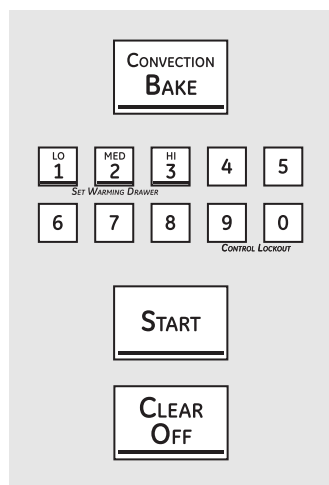 CONVECTION
BAKE
LO MED HI
1 2 3 4 5
SET WARMING DRAWER
6 7 8 9 0
CONTROL LOCKOUT
START
CLEAR
OFF